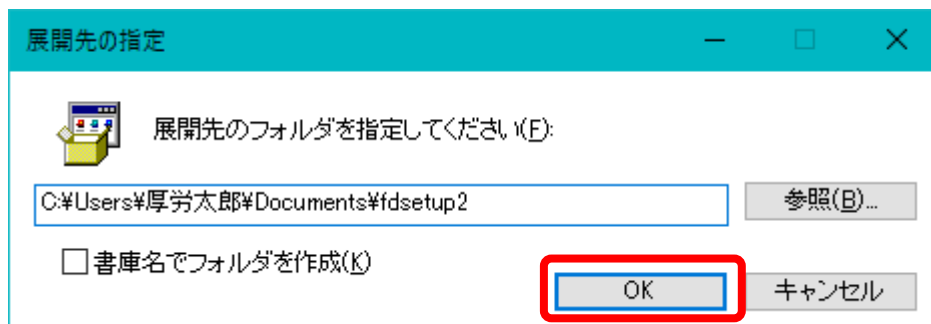 展開先の指定
展開先のフォルダを指定してください(F):
C:¥Users¥厚労太郎¥Documents¥fdsetup2
参照(B)...
書庫名でフォルダを作成(K)
OK
キャンセル